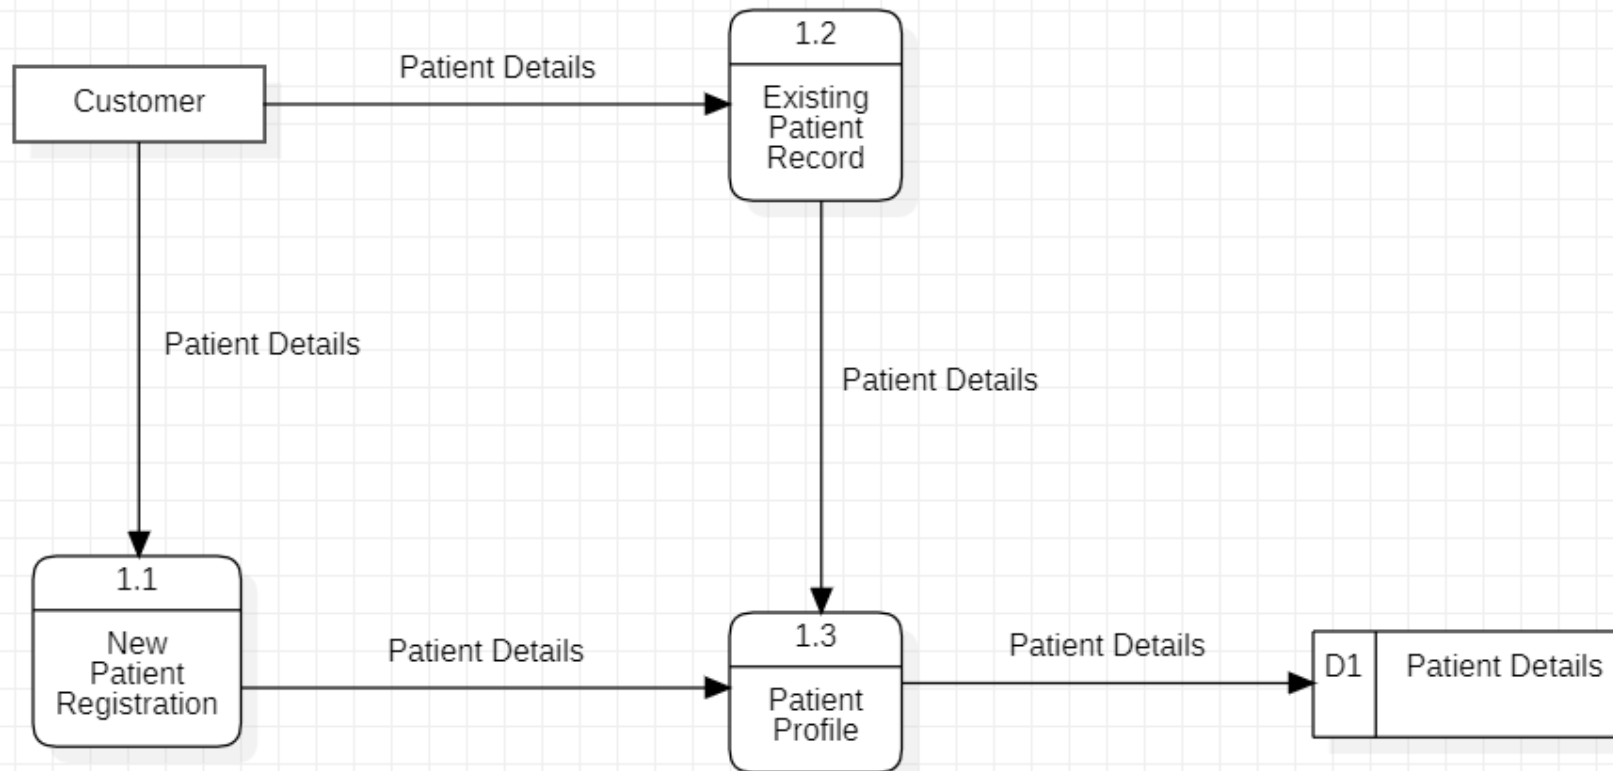 1.2
Patient Details
Customer
Existing
Patient
Record
Patient Details
Patient Details
1.1
New
Patient
Registration
Patient Details
1.3
Patient
Profile
Patient Details
D1
Patient Details